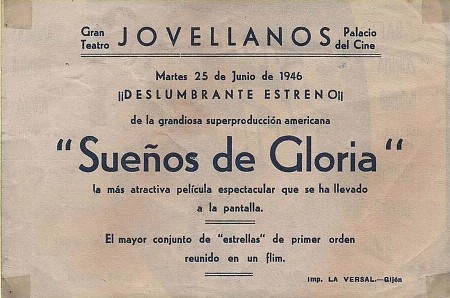 Gran Teatro JOVELLANOS Palacio del Cine
Martes 25 de Junio de 1946
¡¡DESLUMBRANTE ESTRENO¡¡
de la grandiosa superproducción americana
"Sueños de Gloria"
la más atractiva película espectacular que se ha llevado
a la pantalla.
El mayor conjunto de "estrellas" de primer orden
reunido en un flim.
Imp. LA VERSAL.—Gijón